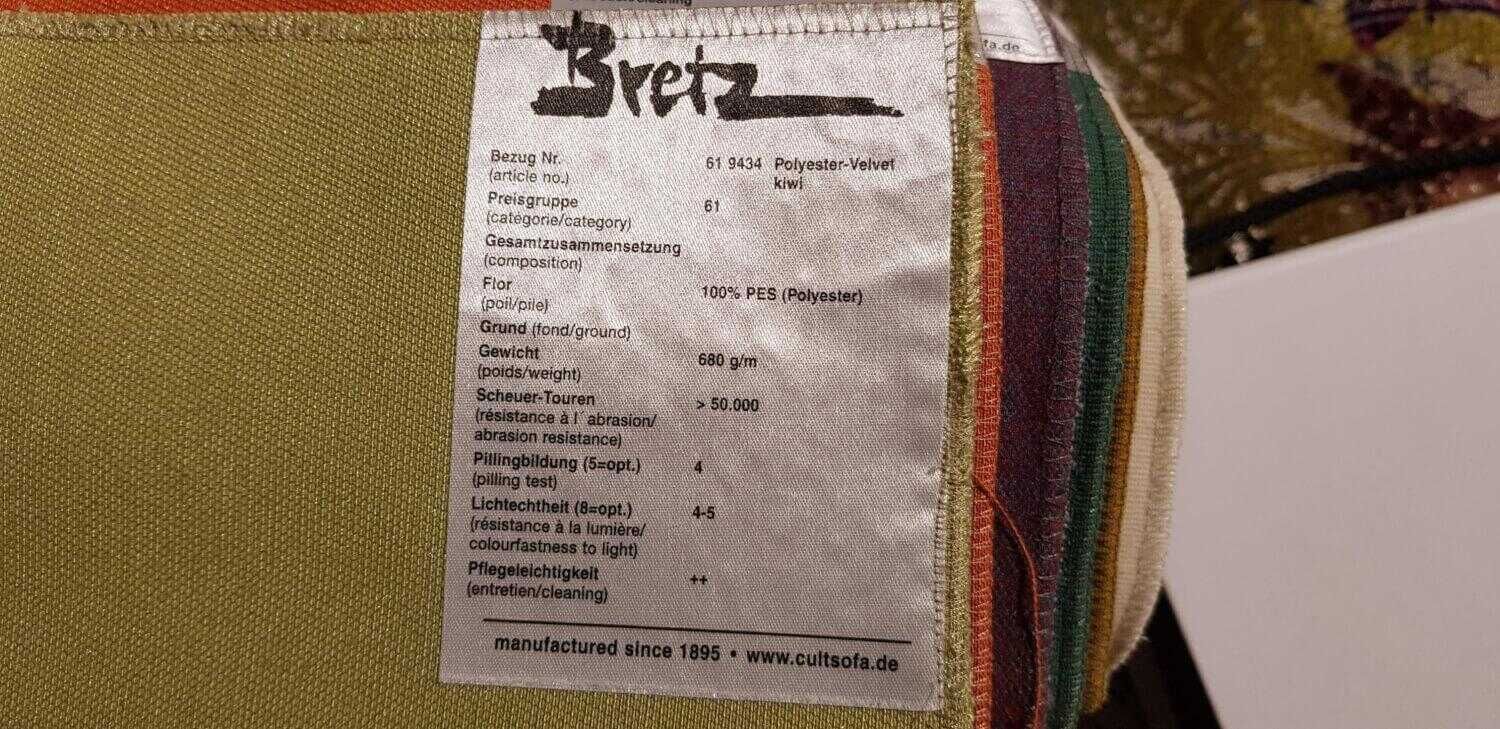 cleaning
Bretz
fa.de
Bezug Nr. 61 9434 Polyester-Velvet
(article no.) kiwi
Preisgruppe 61
(catégorie/category)
Gesamtzusammensetzung
(composition)
Flor 100% PES (Polyester)
(poil/pile)
Grund (fond/ground)
Gewicht 680 g/m
(poids/weight)
Scheuer-Touren > 50.000
(résistance à l´abrasion/
abrasion resistance)
Pillingbildung (5=opt.) 4
(pilling test)
Lichtechtheit (8=opt.) 4-5
(résistance à la lumière/
colourfastness to light)
Pflegeleichtigkeit ++
(entretien/cleaning)
manufactured since 1895 • www.cultsofa.de